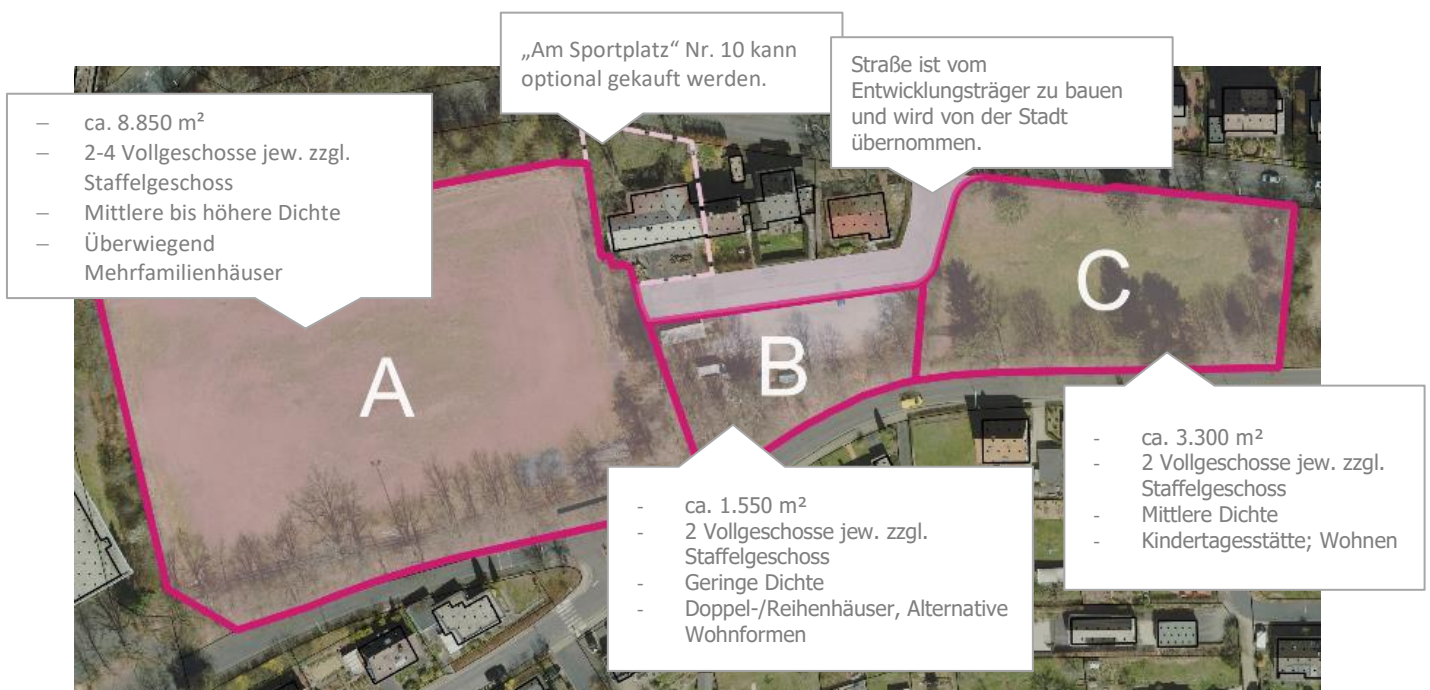 „Am Sportplatz“ Nr. 10 kann
optional gekauft werden.
Straße ist vom
Entwicklungsträger zu bauen
und wird von der Stadt
übernommen.
– ca. 8.850 m²
– 2-4 Vollgeschosse jew. zzgl.
Staffelgeschoss
– Mittlere bis höhere Dichte
– Überwiegend
Mehrfamilienhäuser
A
B
C
- ca. 1.550 m²
- 2 Vollgeschosse jew. zzgl.
Staffelgeschoss
- Geringe Dichte
- Doppel-/Reihenhäuser, Alternative
Wohnformen
- ca. 3.300 m²
- 2 Vollgeschosse jew. zzgl.
Staffelgeschoss
- Mittlere Dichte
- Kindertagesstätte; Wohnen